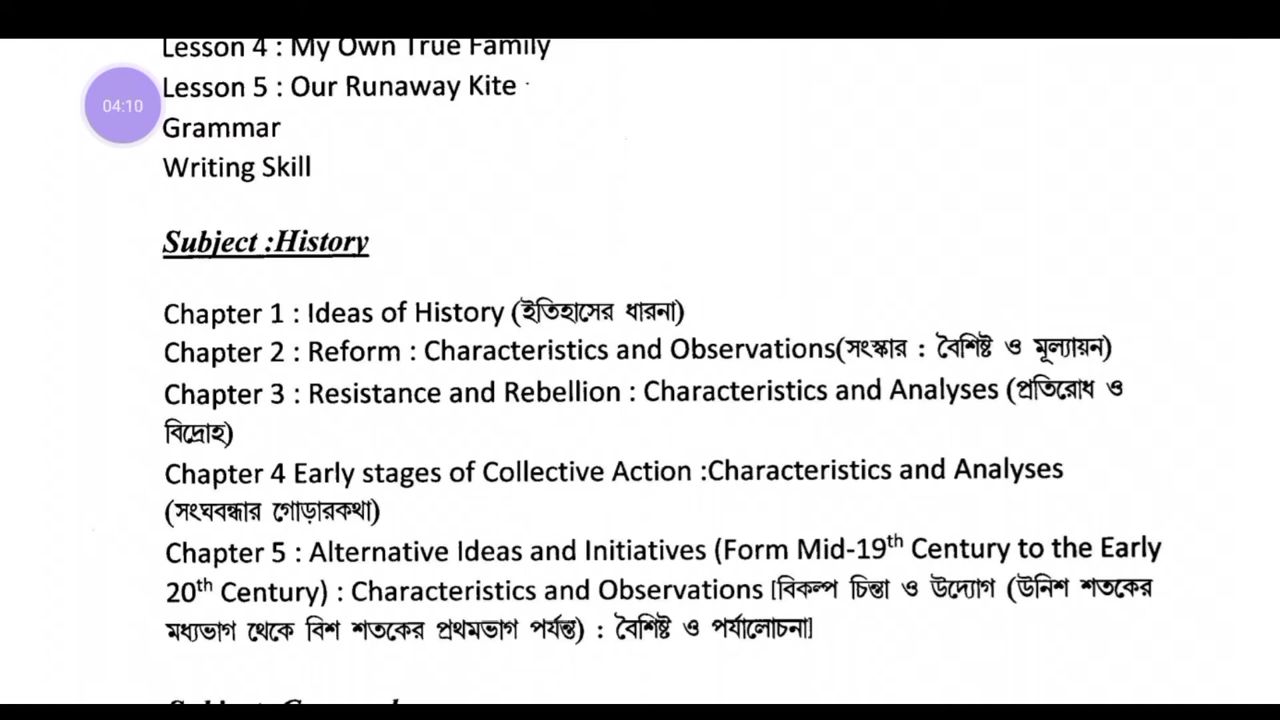 Lesson 4 : My Own True Family
04:10
Lesson 5 : Our Runaway Kite
Grammar
Writing Skill
Subject :History
Chapter 1 : Ideas of History (ইতিহাসের ধারনা)
Chapter 2 : Reform : Characteristics and Observations(সংস্কার : বৈশিষ্ট ও মূল্যায়ন)
Chapter 3 : Resistance and Rebellion : Characteristics and Analyses (প্রতিরোধ ও
বিদ্রোহ)
Chapter 4 Early stages of Collective Action :Characteristics and Analyses
(সংঘবন্ধার গোড়ারকথা)
Chapter 5 : Alternative Ideas and Initiatives (Form Mid-19th Century to the Early
20th Century) : Characteristics and Observations [বিকল্প চিন্তা ও উদ্যোগ (উনিশ শতকের
মধ্যভাগ থেকে বিশ শতকের প্রথমভাগ পর্যন্ত) : বৈশিষ্ট ও পর্যালোচনা]